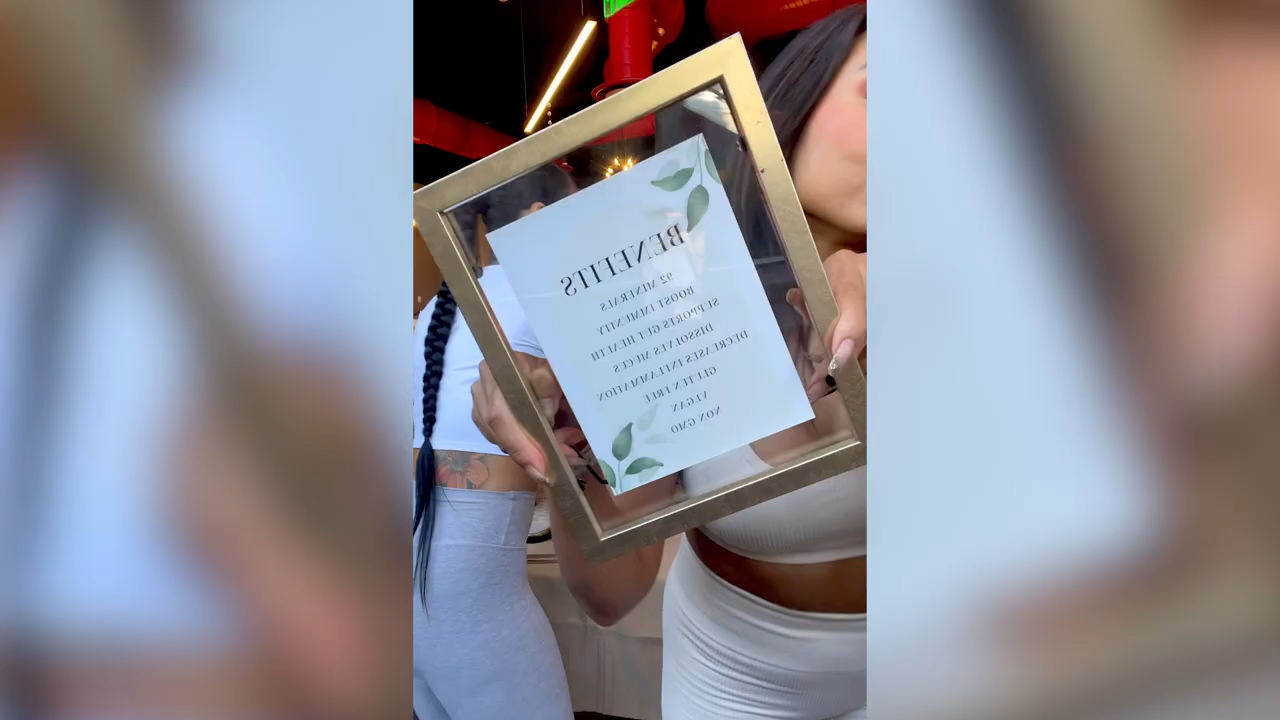 BENEFITS
92 MINERALS
BOOST IMMUNITY
SUPPORTS GUT HEALTH
DISSOLVES MUCUS
DECREASES INFLAMMATION
GLUTEN FREE
VEGAN
NON GMO